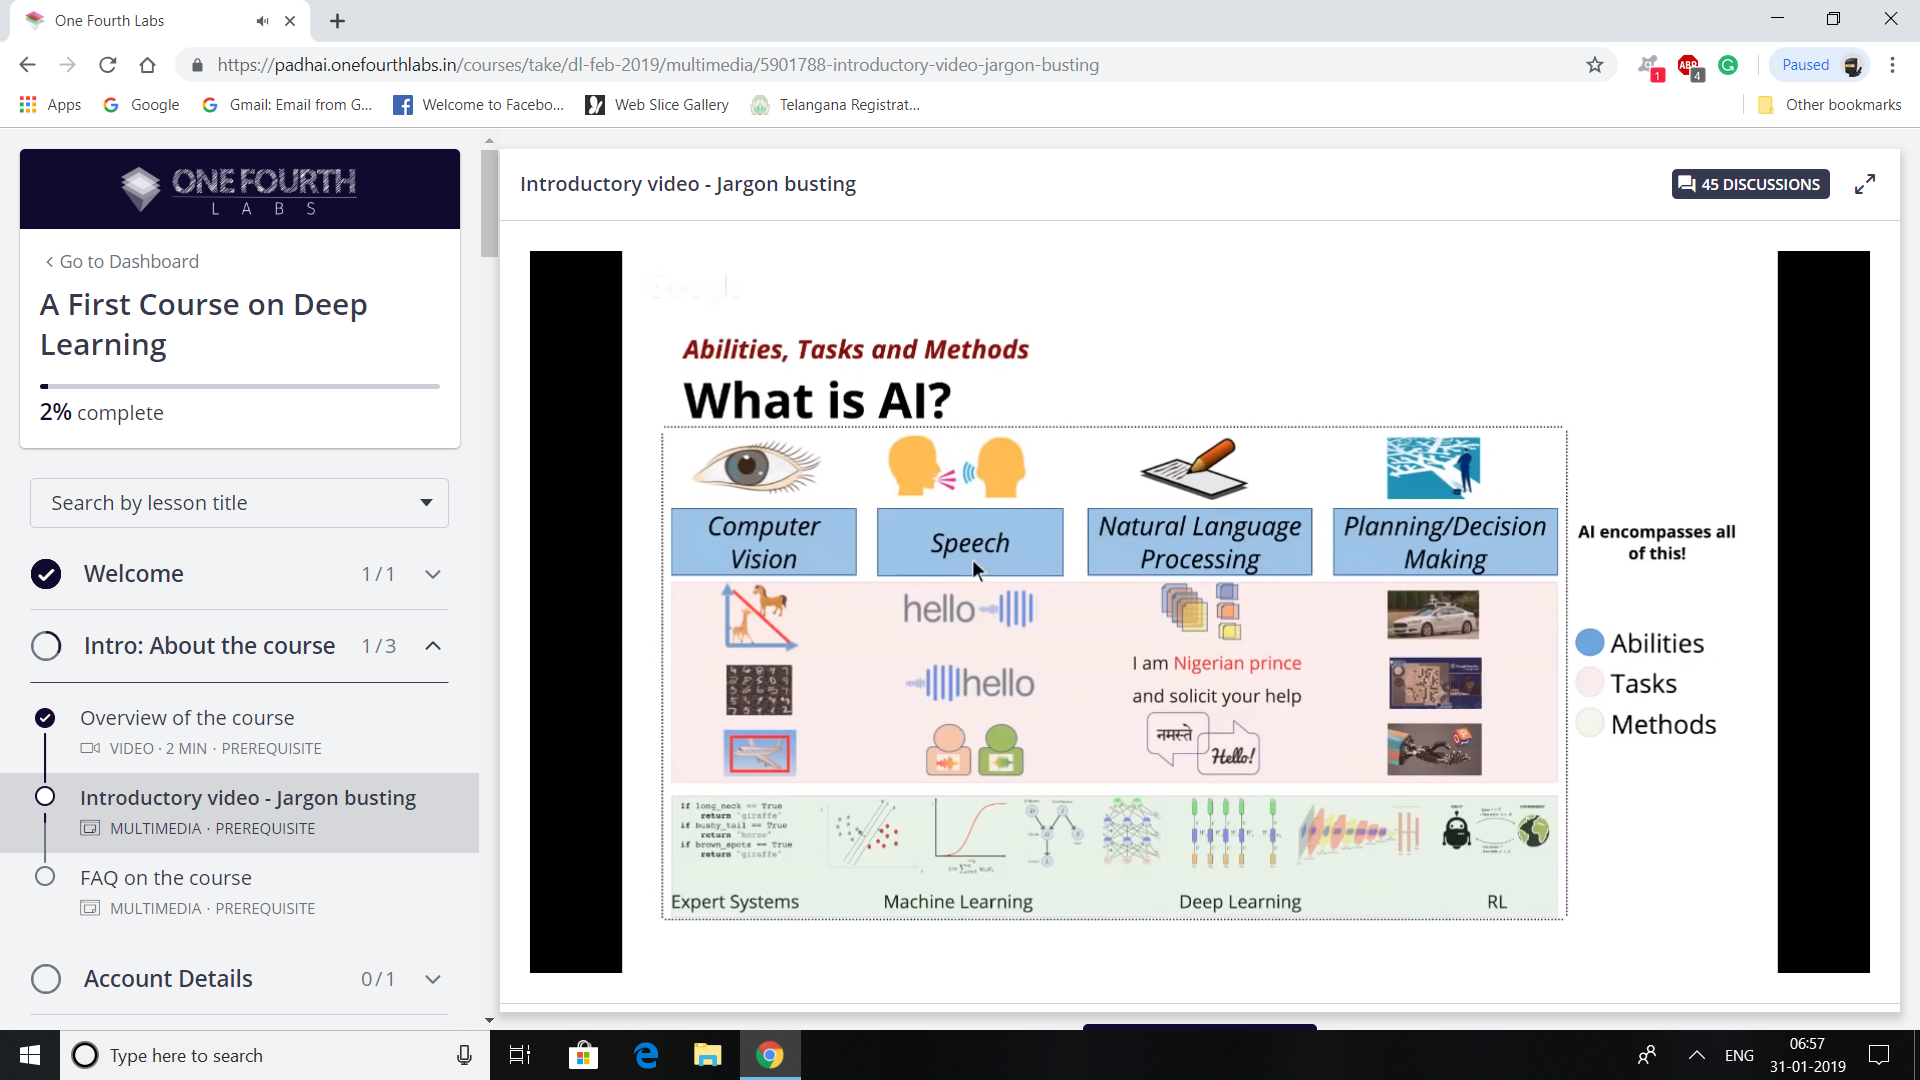 One Fourth Labs
https://padhai.onefourthlabs.in/courses/take/dl-feb-2019/multimedia/5901788-introductory-video-jargon-busting
1
ABP
4
Paused
Apps
Google
Gmail: Email from G...
Welcome to Facebo...
Web Slice Gallery
Telangana Registrat...
Other bookmarks
ONE FOURTH
LABS
Go to Dashboard
A First Course on Deep
Learning
2% complete
Search by lesson title
Welcome 1 / 1
Intro: About the course 1 / 3
Overview of the course
VIDEO · 2 MIN · PREREQUISITE
Introductory video - Jargon busting
MULTIMEDIA · PREREQUISITE
FAQ on the course
MULTIMEDIA · PREREQUISITE
Account Details 0 / 1
Introductory video - Jargon busting
45 DISCUSSIONS
Google
Abilities, Tasks and Methods
What is AI?
Computer
Vision
Speech
Natural Language
Processing
Planning/Decision
Making
AI encompasses all
of this!
hello
hello
I am Nigerian prince
and solicit your help
नमस्ते
Hello!
Abilities
Tasks
Methods
if long_neck == True
return 'giraffe'
if bushy_tail == True
return 'horse'
if brown_spots == True
return 'giraffe'
Expert Systems
Machine Learning
Deep Learning
RL
Type here to search
ENG
06:57
31-01-2019